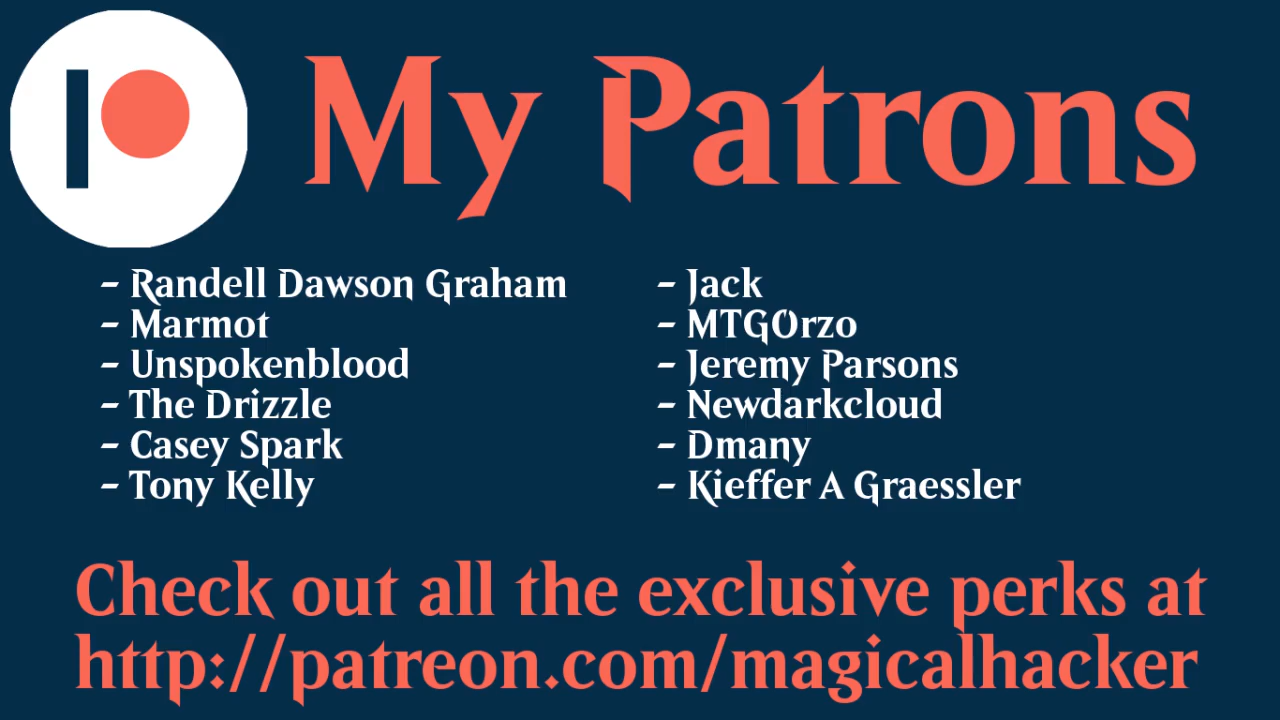 My Patrons
- Randell Dawson Graham
- Marmot
- Unspokenblood
- The Drizzle
- Casey Spark
- Tony Kelly
- Jack
- MTGOrzo
- Jeremy Parsons
- Newdarkcloud
- Dmany
- Kieffer A Graessler
Check out all the exclusive perks at
http://patreon.com/magicalhacker